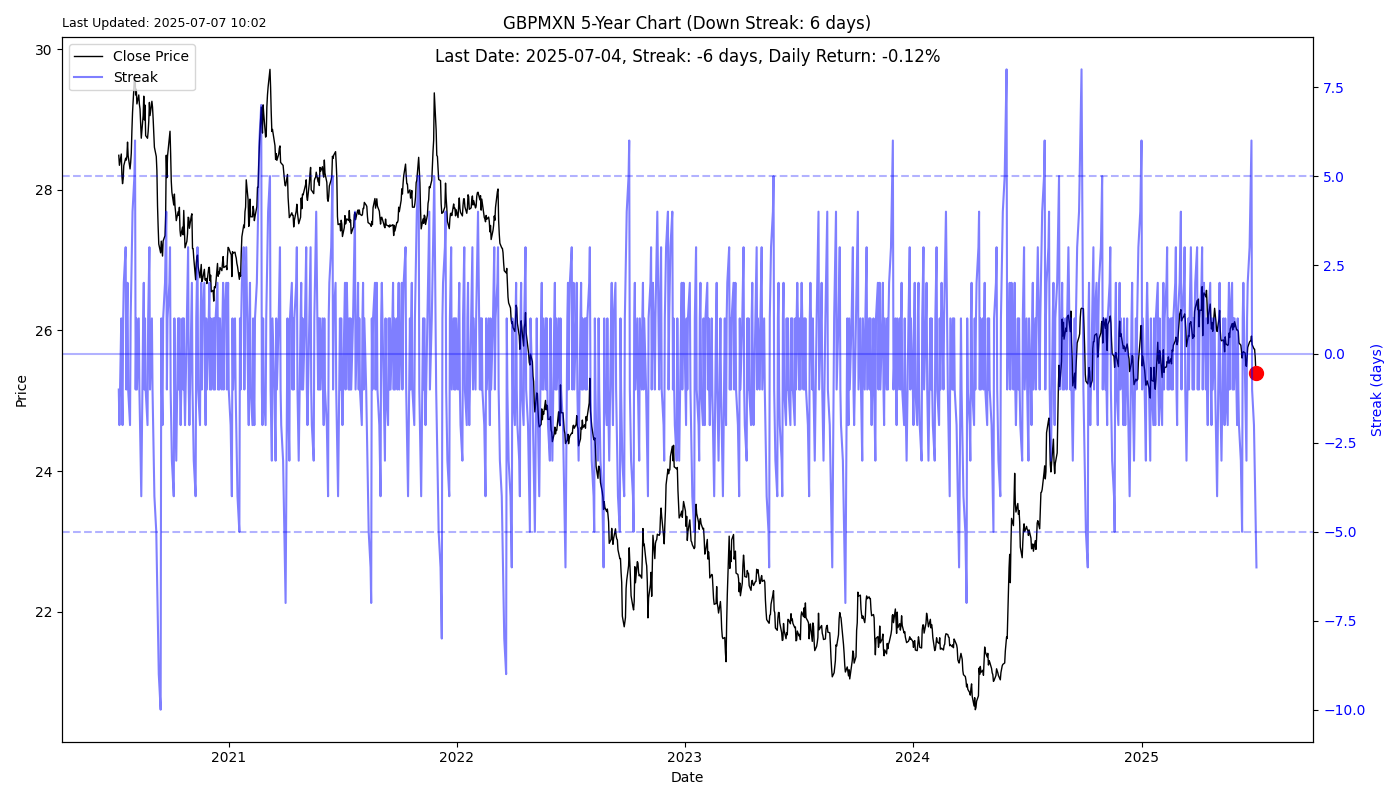 Last Updated: 2025-07-07 10:02
GBPMXN 5-Year Chart (Down Streak: 6 days)
Last Date: 2025-07-04, Streak: -6 days, Daily Return: -0.12%
Close Price
Streak
30
28
26
24
22
Price
7.5
5.0
2.5
0.0
−2.5
−5.0
−7.5
−10.0
Streak (days)
2021
2022
2023
2024
2025
Date